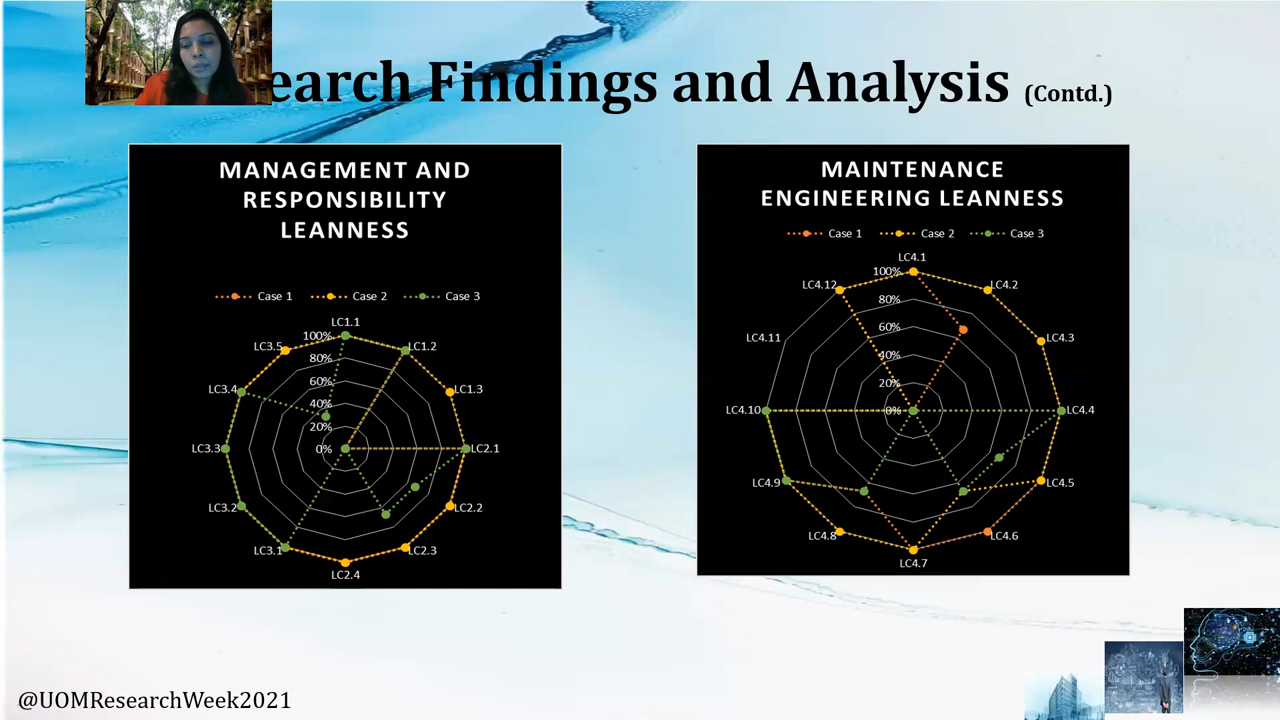 earch Findings and Analysis (Contd.)
MANAGEMENT AND
RESPONSIBILITY
LEANNESS
Case 1 Case 2 Case 3
LC1.1
100%
LC3.5 LC1.2
80%
60%
LC3.4 LC1.3
40%
20%
LC3.3 0% LC2.1
LC3.2 LC2.2
LC3.1 LC2.3
LC2.4
MAINTENANCE
ENGINEERING LEANNESS
Case 1 Case 2 Case 3
LC4.1
100%
LC4.12 LC4.2
80%
60%
LC4.11 LC4.3
40%
20%
LC4.10 0% LC4.4
LC4.9 LC4.5
LC4.8 LC4.6
LC4.7
@UOMResearchWeek2021